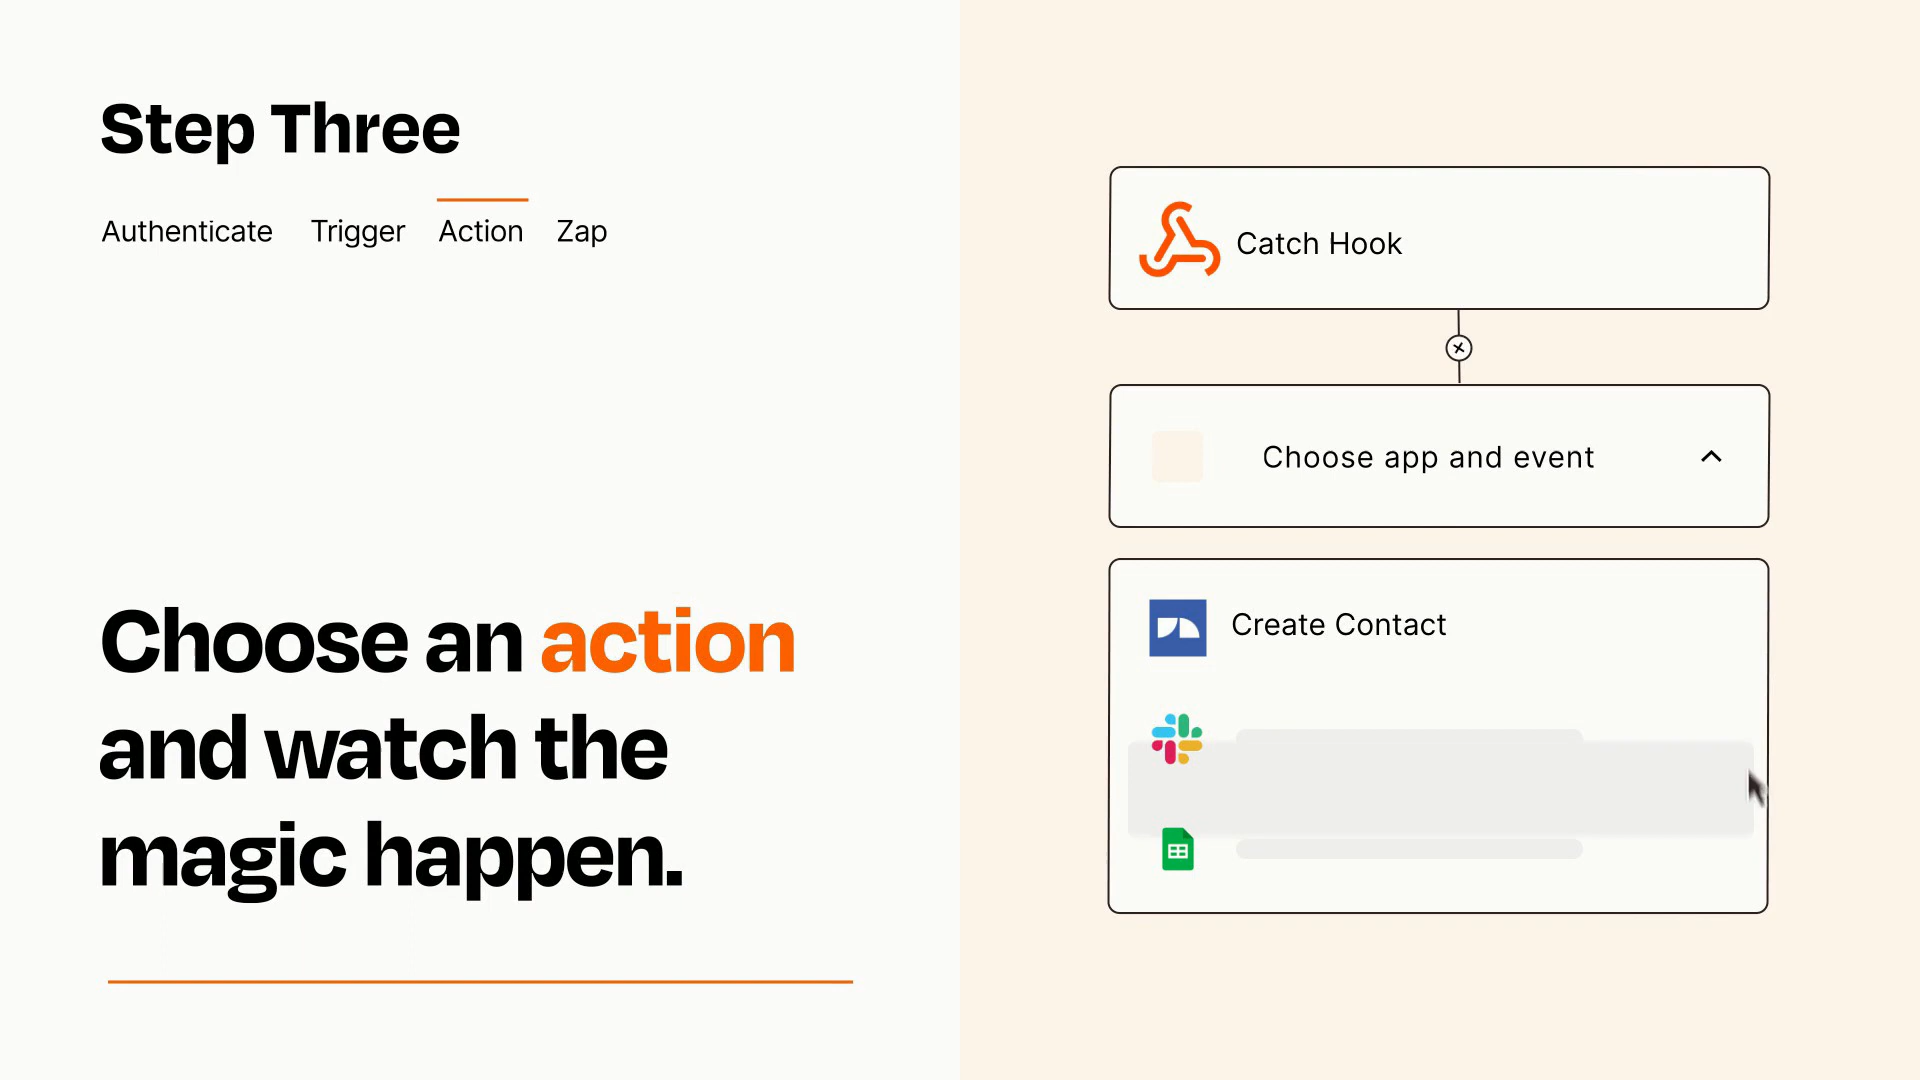 Step Three
Authenticate Trigger Action Zap
Choose an action
and watch the
magic happen.
Catch Hook
Choose app and event
Create Contact